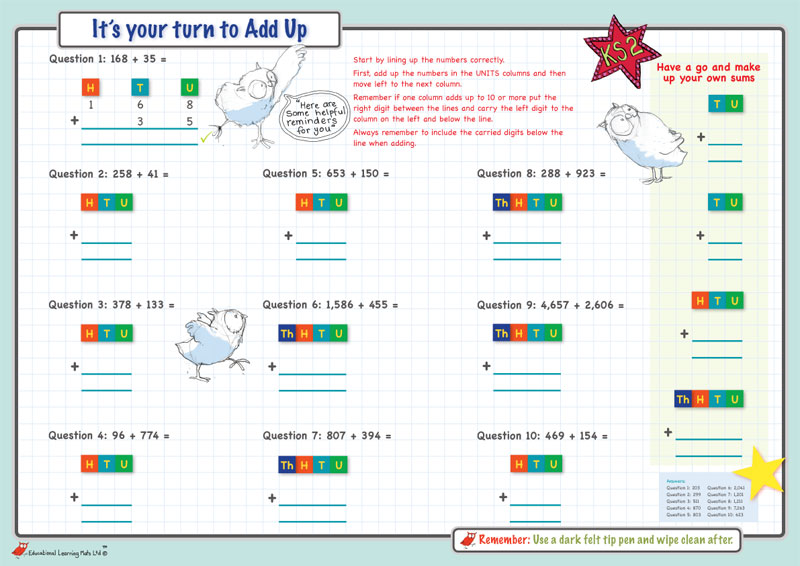 It's your turn to Add Up
Question 1: 168 + 35 =
H T U
1 6 8
+ 3 5
"Here are
some helpful
reminders
for you"
Start by lining up the numbers correctly.
First, add up the numbers in the UNITS columns and then
move left to the next column.
Remember if one column adds up to 10 or more put the
right digit between the lines and carry the left digit to the
column on the left and below the line.
Always remember to include the carried digits below the
line when adding.
KS2
Have a go and make
up your own sums
T U
+
T U
+
H T U
+
Th H T U
+
Question 2: 258 + 41 =
H T U
+
Question 5: 653 + 150 =
H T U
+
Question 8: 288 + 923 =
Th H T U
+
Question 3: 378 + 133 =
H T U
+
Question 6: 1,586 + 455 =
Th H T U
+
Question 9: 4,657 + 2,606 =
Th H T U
+
Question 4: 96 + 774 =
H T U
+
Question 7: 807 + 394 =
Th H T U
+
Question 10: 469 + 154 =
H T U
+
Answers:
Question 1: 203 Question 6: 2,041
Question 2: 299 Question 7: 1,201
Question 3: 511 Question 8: 1,211
Question 4: 870 Question 9: 7,263
Question 5: 803 Question 10: 623
Remember: Use a dark felt tip pen and wipe clean after.
Educational Learning Mats Ltd ©
TM